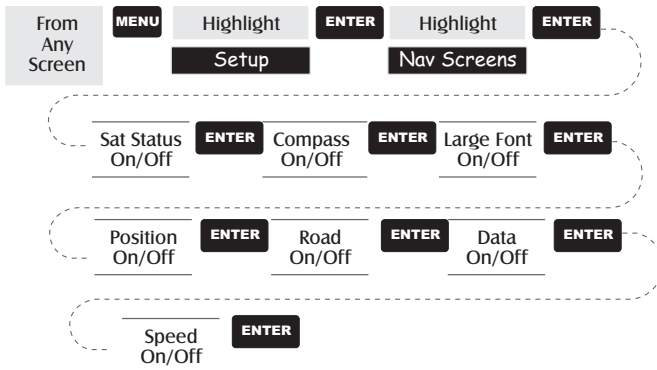 From
Any
Screen
MENU
Highlight
Setup
ENTER
Highlight
Nav Screens
ENTER
Sat Status
On/Off
ENTER
Compass
On/Off
ENTER
Large Font
On/Off
ENTER
Position
On/Off
ENTER
Road
On/Off
ENTER
Data
On/Off
ENTER
Speed
On/Off
ENTER